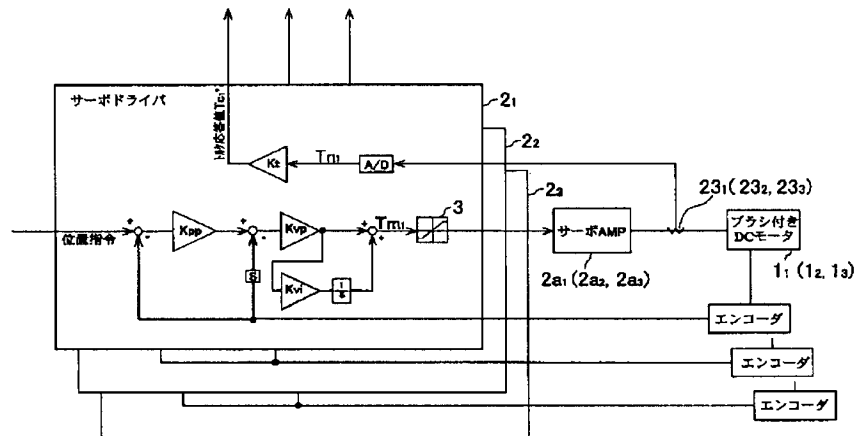 サーボドライバ
2₁
2₂
2₃
トルク応答値Tc₁*
Kt
Tr₁
A/D
23₁(23₂, 23₃)
3
位置指令
+
-
Kpp
+
-
Kvp
+
+
Tm₁
サーボAMP
2a₁(2a₂, 2a₃)
ブラシ付き
DCモータ
1₁(1₂, 1₃)
S
Kvi
1/s
エンコーダ
エンコーダ
エンコーダ